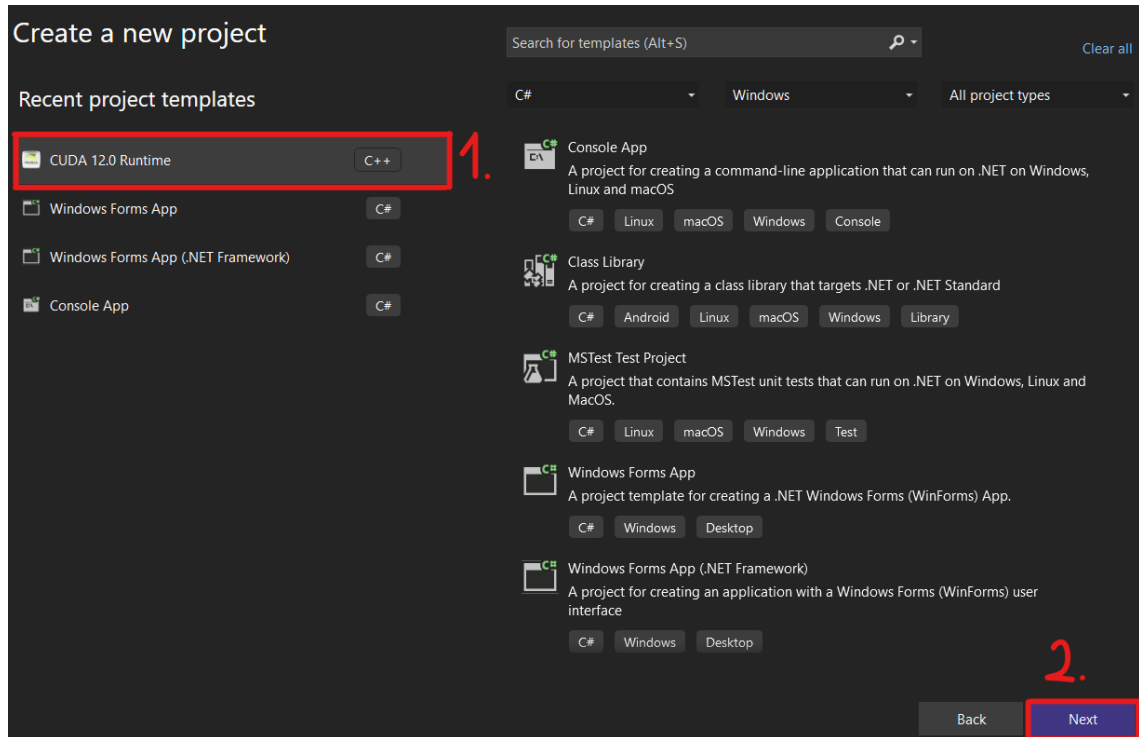 Create a new project
Search for templates (Alt+S)
Clear all
Recent project templates
C#
Windows
All project types
CUDA 12.0 Runtime
C++
1.
Windows Forms App
C#
Windows Forms App (.NET Framework)
C#
Console App
C#
C#
Console App
A project for creating a command-line application that can run on .NET on Windows,
Linux and macOS
C# Linux macOS Windows Console
C#
Class Library
A project for creating a class library that targets .NET or .NET Standard
C# Android Linux macOS Windows Library
C#
MSTest Test Project
A project that contains MSTest unit tests that can run on .NET on Windows, Linux and
MacOS.
C# Linux macOS Windows Test
C#
Windows Forms App
A project template for creating a .NET Windows Forms (WinForms) App.
C# Windows Desktop
C#
Windows Forms App (.NET Framework)
A project for creating an application with a Windows Forms (WinForms) user
interface
C# Windows Desktop
2.
Back
Next